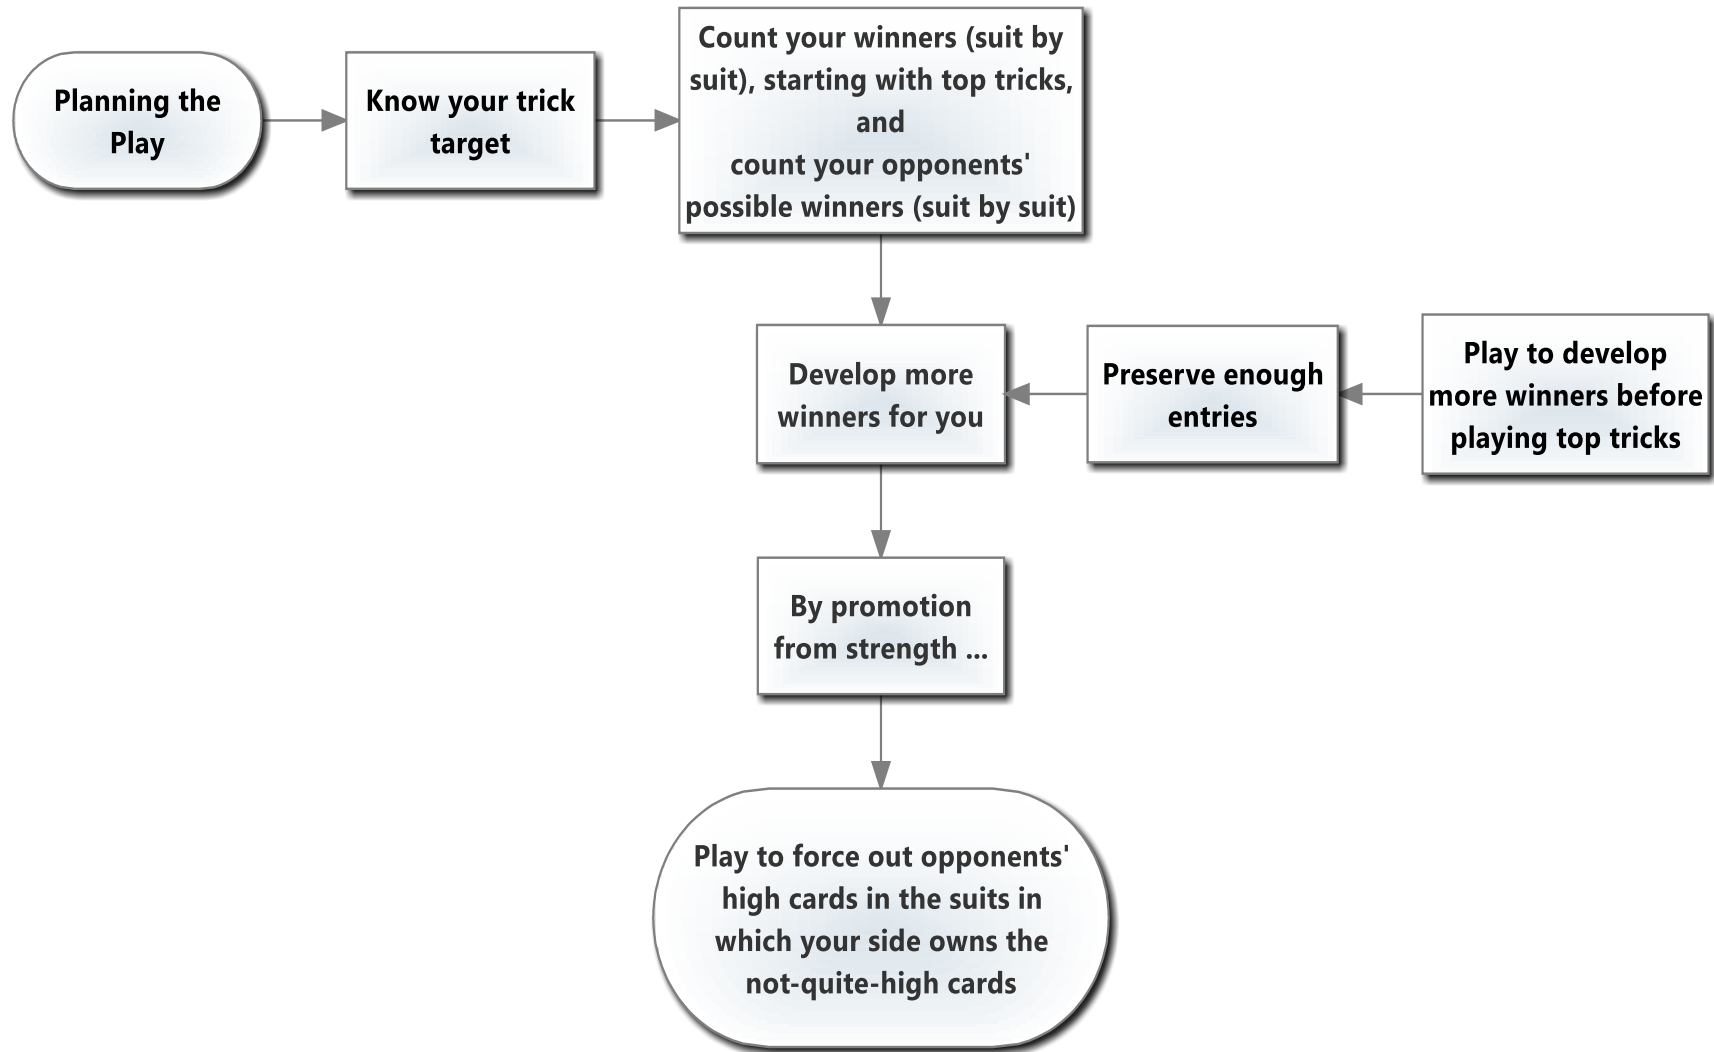 Planning the
Play
Know your trick
target
Count your winners (suit by
suit), starting with top tricks,
and
count your opponents'
possible winners (suit by suit)
Develop more
winners for you
Preserve enough
entries
Play to develop
more winners before
playing top tricks
By promotion
from strength ...
Play to force out opponents'
high cards in the suits in
which your side owns the
not-quite-high cards